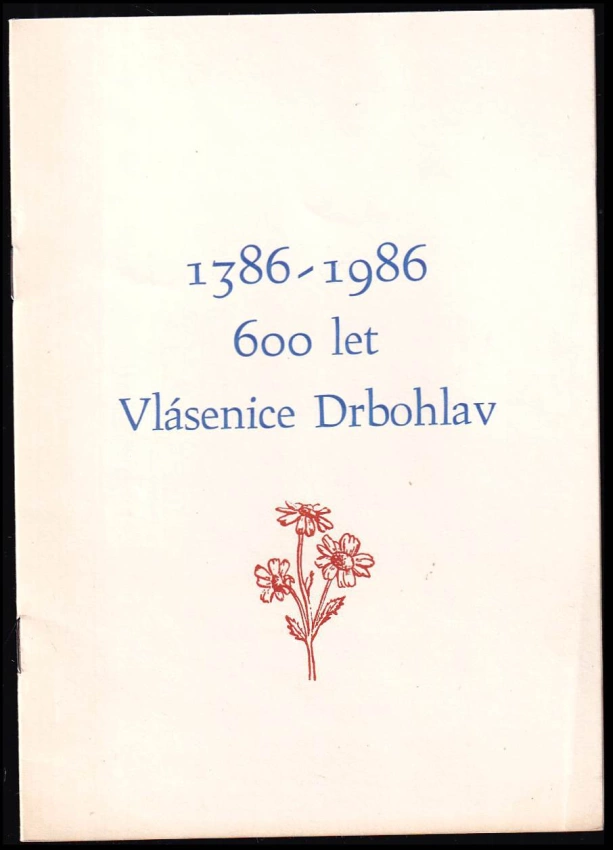 1386-1986
600 let
Vlásenice Drbohlav